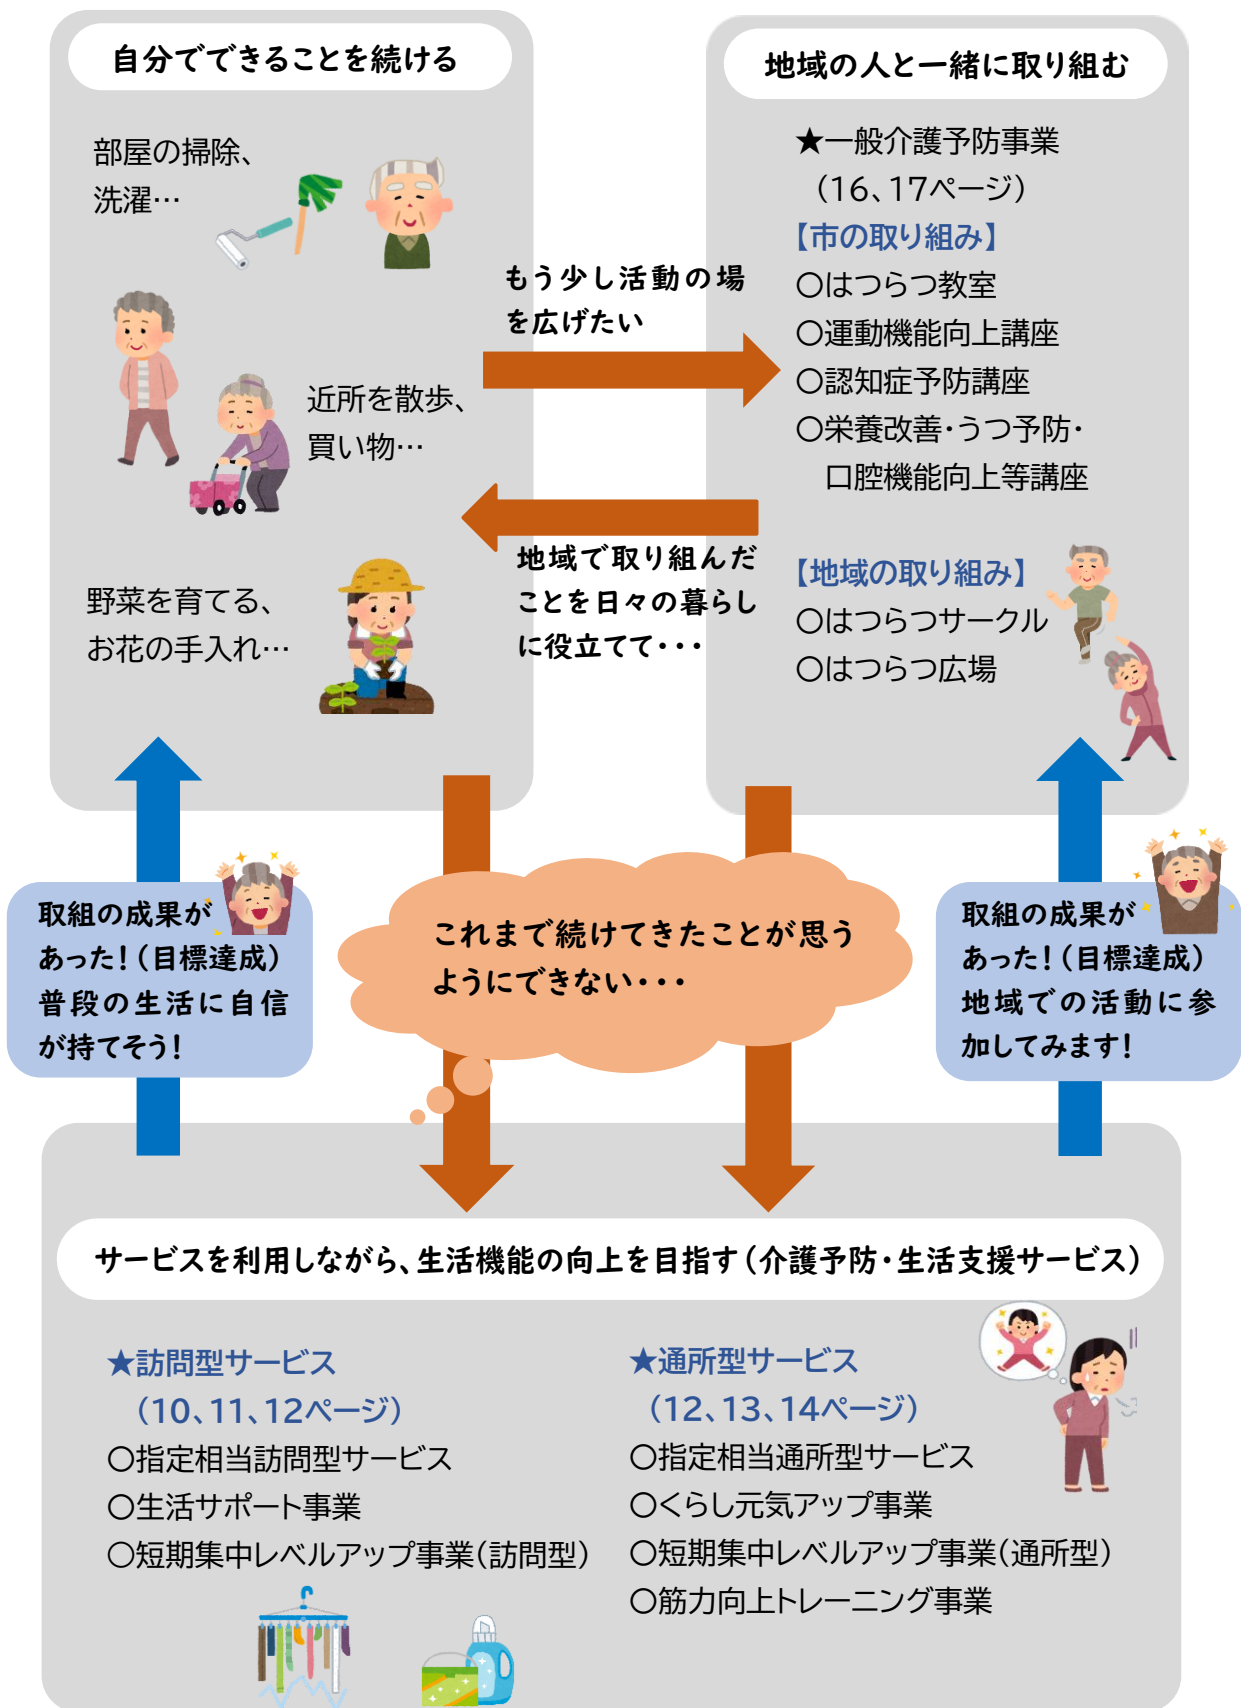 自分でできることを続ける
部屋の掃除、
洗濯…
近所を散歩、
買い物…
野菜を育てる、
お花の手入れ…
もう少し活動の場
を広げたい
地域で取り組んだ
ことを日々の暮らし
に役立てて・・・
地域の人と一緒に取り組む
★一般介護予防事業
（16、17ページ）
【市の取り組み】
○はつらつ教室
○運動機能向上講座
○認知症予防講座
○栄養改善・うつ予防・
口腔機能向上等講座
【地域の取り組み】
○はつらつサークル
○はつらつ広場
取組の成果が
あった！（目標達成）
普段の生活に自信
が持てそう！
これまで続けてきたことが思う
ようにできない・・・
取組の成果が
あった！（目標達成）
地域での活動に参
加してみます！
サービスを利用しながら、生活機能の向上を目指す（介護予防・生活支援サービス）
★訪問型サービス
（10、11、12ページ）
○指定相当訪問型サービス
○生活サポート事業
○短期集中レベルアップ事業（訪問型）
★通所型サービス
（12、13、14ページ）
○指定相当通所型サービス
○くらし元気アップ事業
○短期集中レベルアップ事業（通所型）
○筋力向上トレーニング事業